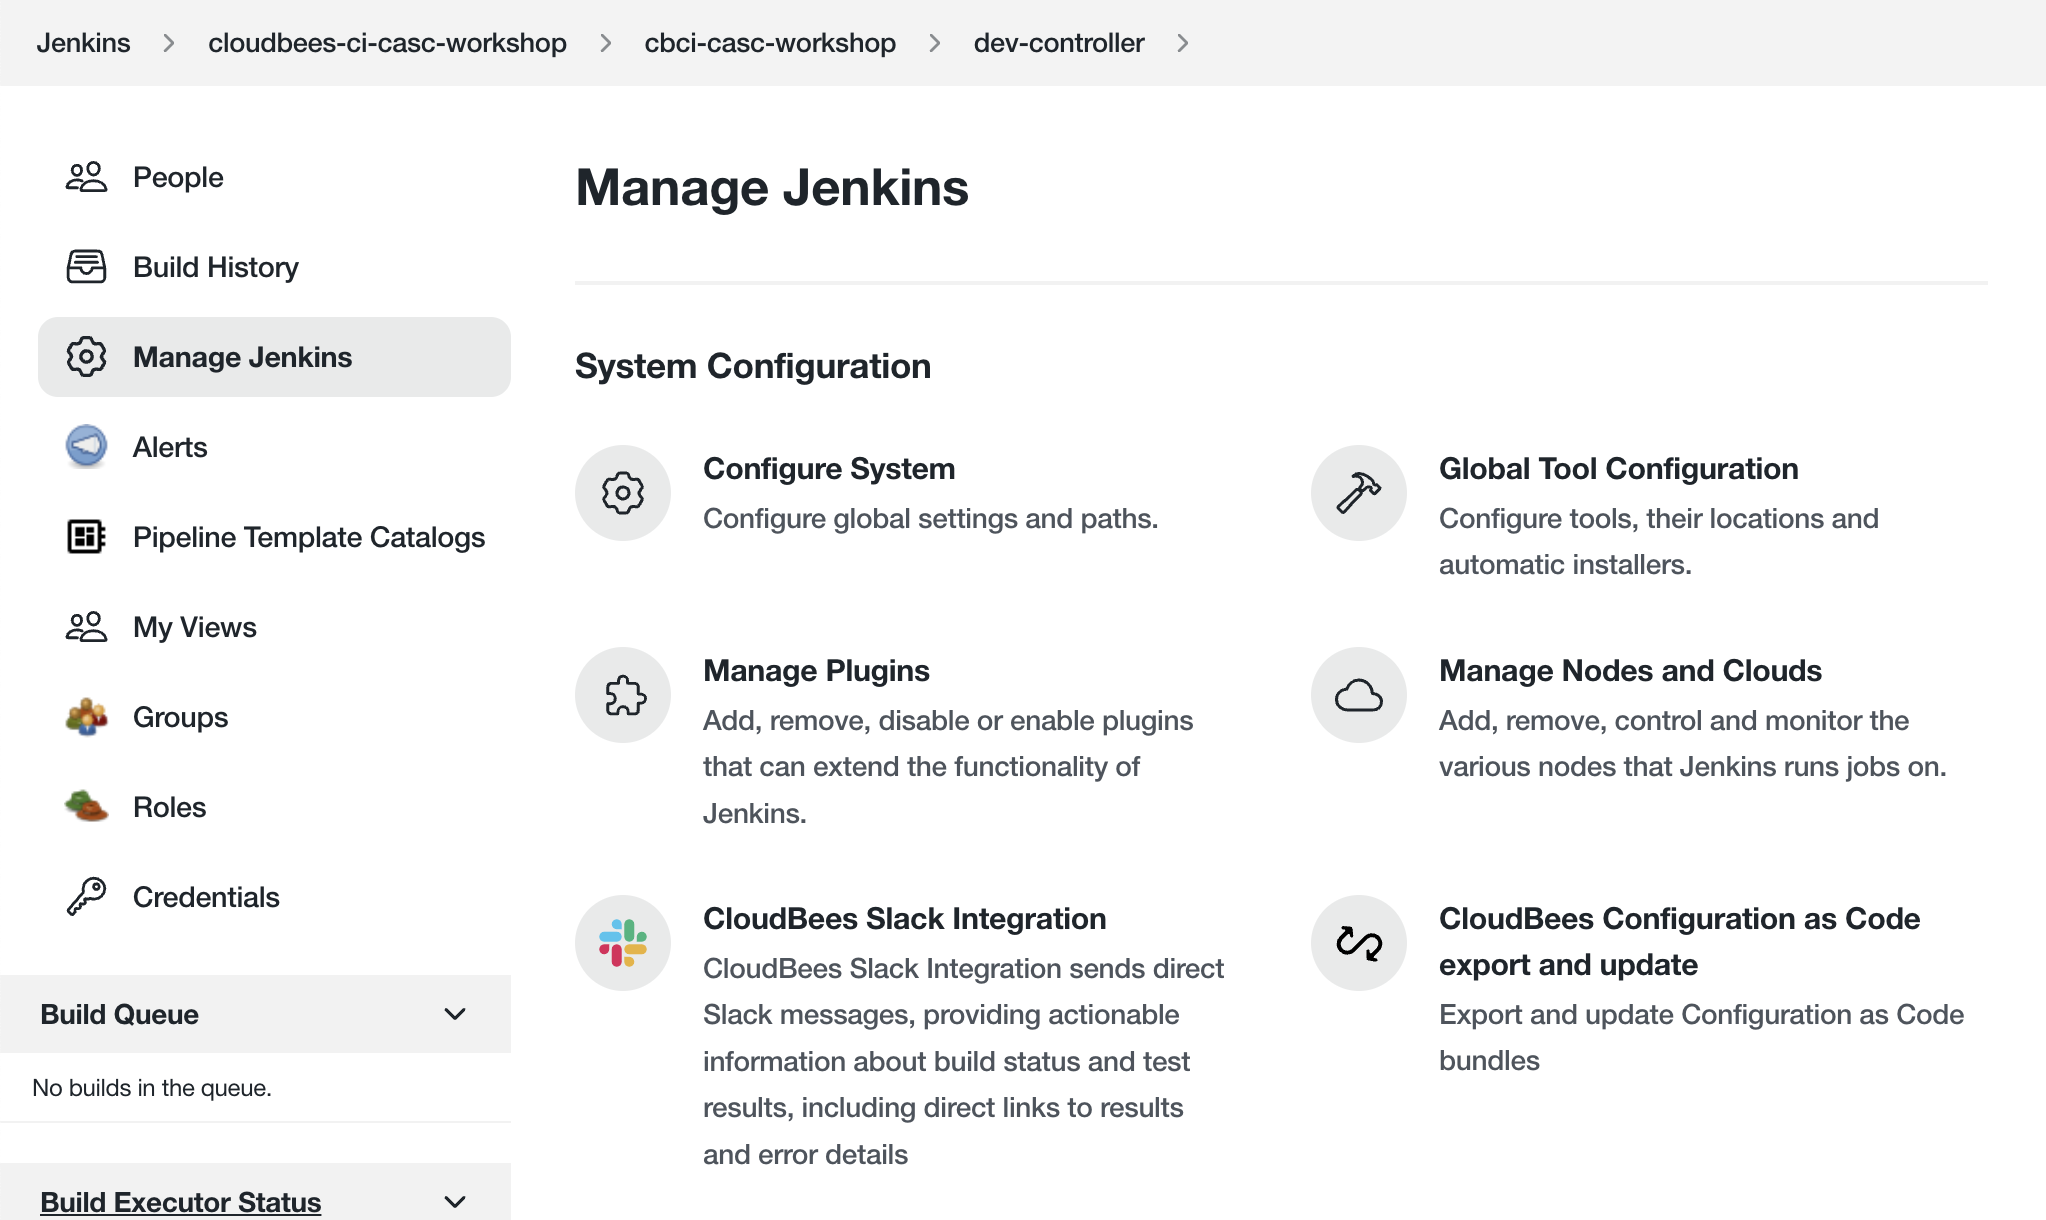 Jenkins > cloudbees-ci-casc-workshop > cbci-casc-workshop > dev-controller >
People
Build History
Manage Jenkins
Alerts
Pipeline Template Catalogs
My Views
Groups
Roles
Credentials
Build Queue
No builds in the queue.
Build Executor Status
Manage Jenkins
System Configuration
Configure System
Configure global settings and paths.
Global Tool Configuration
Configure tools, their locations and
automatic installers.
Manage Plugins
Add, remove, disable or enable plugins
that can extend the functionality of
Jenkins.
Manage Nodes and Clouds
Add, remove, control and monitor the
various nodes that Jenkins runs jobs on.
CloudBees Slack Integration
CloudBees Slack Integration sends direct
Slack messages, providing actionable
information about build status and test
results, including direct links to results
and error details
CloudBees Configuration as Code
export and update
Export and update Configuration as Code
bundles